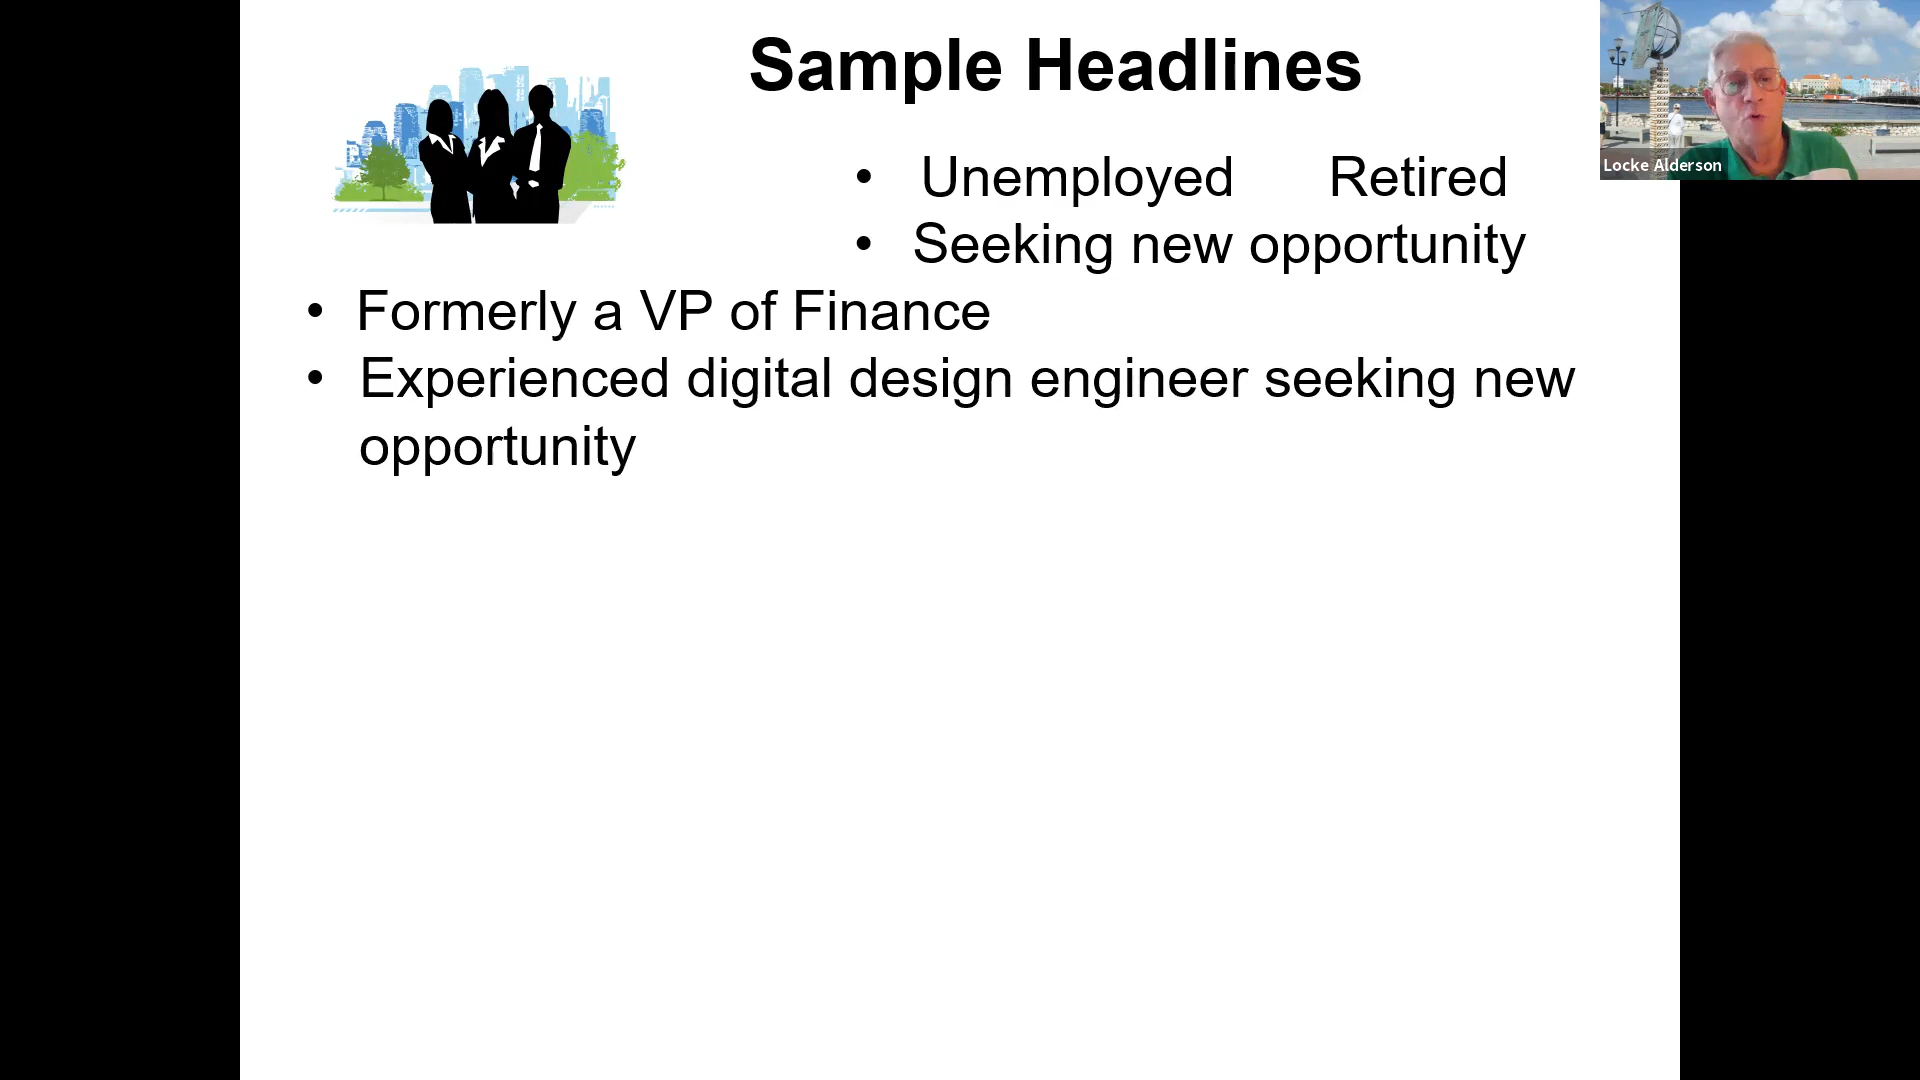 Sample Headlines
• Unemployed Retired
• Seeking new opportunity
• Formerly a VP of Finance
• Experienced digital design engineer seeking new
opportunity
Locke Alderson